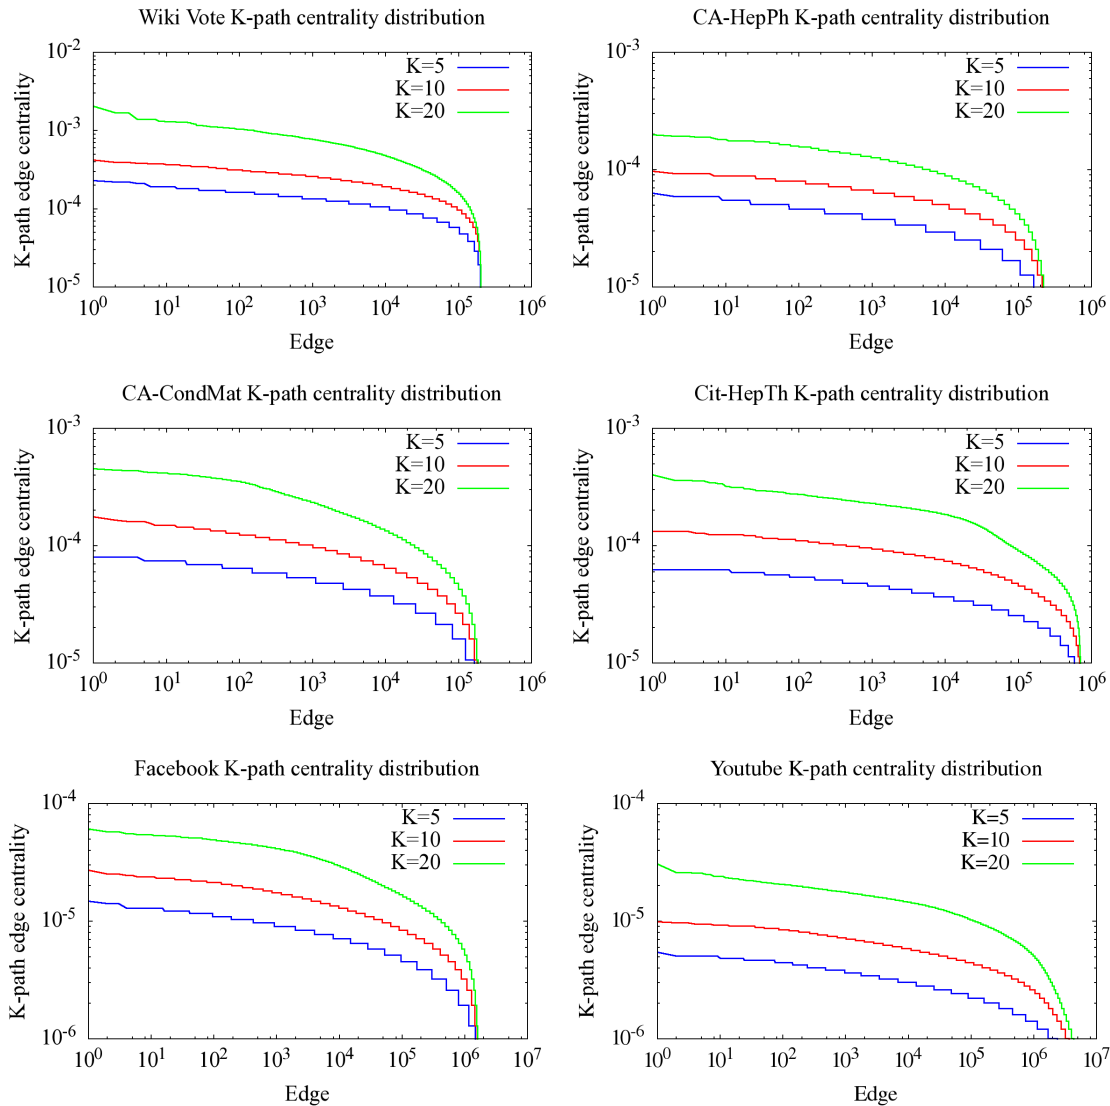 Wiki Vote K-path centrality distribution
K-path edge centrality
10^-2
10^-3
10^-4
10^-5
K=5
K=10
K=20
10^0 10^1 10^2 10^3 10^4 10^5 10^6
Edge
CA-HepPh K-path centrality distribution
K-path edge centrality
10^-3
10^-4
10^-5
K=5
K=10
K=20
10^0 10^1 10^2 10^3 10^4 10^5 10^6
Edge
CA-CondMat K-path centrality distribution
K-path edge centrality
10^-3
10^-4
10^-5
K=5
K=10
K=20
10^0 10^1 10^2 10^3 10^4 10^5 10^6
Edge
Cit-HepTh K-path centrality distribution
K-path edge centrality
10^-3
10^-4
10^-5
K=5
K=10
K=20
10^0 10^1 10^2 10^3 10^4 10^5 10^6
Edge
Facebook K-path centrality distribution
K-path edge centrality
10^-4
10^-5
10^-6
K=5
K=10
K=20
10^0 10^1 10^2 10^3 10^4 10^5 10^6 10^7
Edge
Youtube K-path centrality distribution
K-path edge centrality
10^-4
10^-5
10^-6
K=5
K=10
K=20
10^0 10^1 10^2 10^3 10^4 10^5 10^6 10^7
Edge